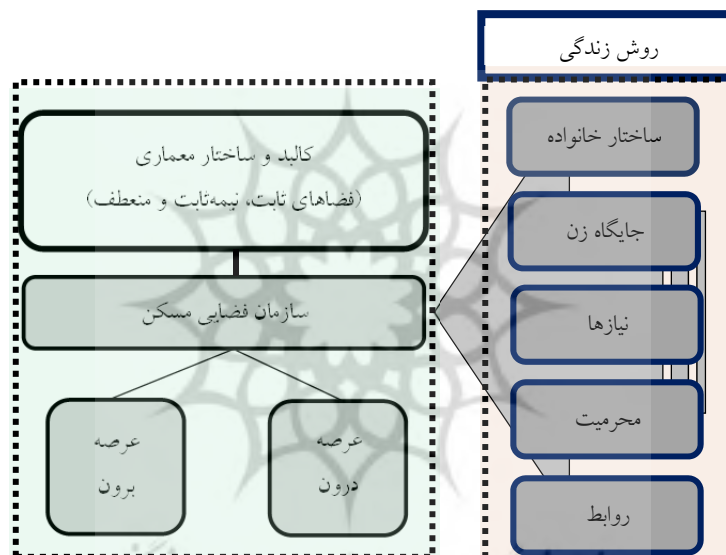 روش زندگی
ساختار خانواده
جایگاه زن
نیازها
محرمیت
روابط
کالبد و ساختار معماری
(فضاهای ثابت، نیمه‌ثابت و منعطف)
سازمان فضایی مسکن
عرصه
درون
عرصه
برون